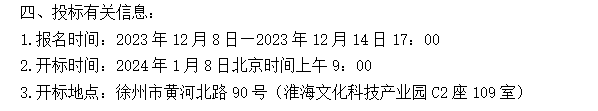 四、投标有关信息：
1.报名时间：2023年12月8日—2023年12月14日17：00
2.开标时间：2024年1月8日北京时间上午9：00
3.开标地点：徐州市黄河北路90号（淮海文化科技产业园C2座109室）